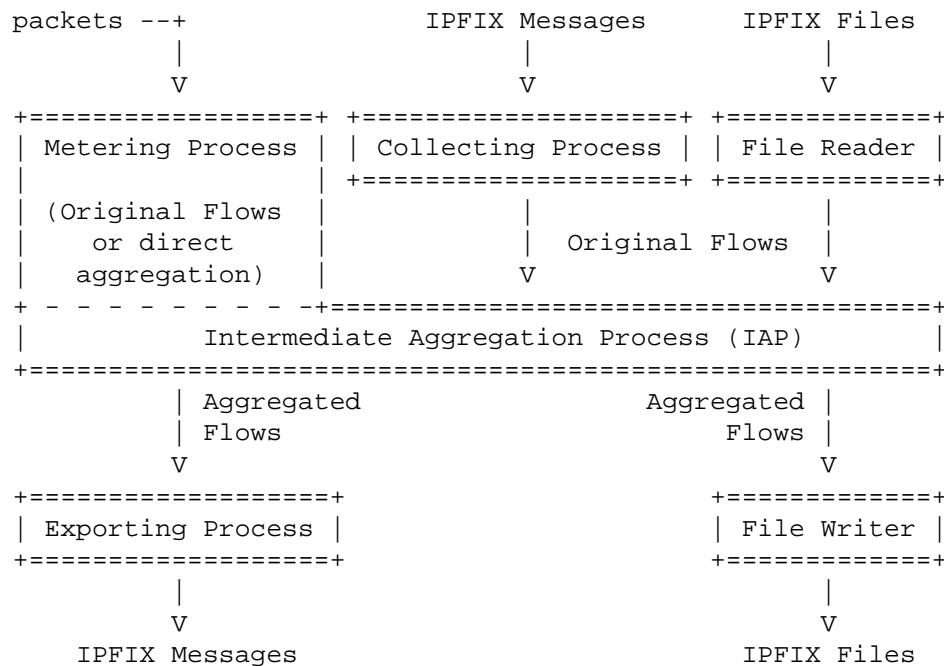 packets --+                IPFIX Messages      IPFIX Files
          |                     |                  |
          V                     V                  V
+==================+ +====================+ +=============+
| Metering Process | | Collecting Process | | File Reader |
|                  | +====================+ +=============+
| (Original Flows  |            |                  |
|    or direct     |            |  Original Flows  |
|   aggregation)   |            V                  V
+ - - - - - - - - -+======================================+
|           Intermediate Aggregation Process (IAP)        |
+=========================================================+
          | Aggregated                  Aggregated |
          | Flows                            Flows |
          V                                        V
+===================+                       +=============+
| Exporting Process |                       | File Writer |
+===================+                       +=============+
          |                                        |
          V                                        V
    IPFIX Messages                            IPFIX Files